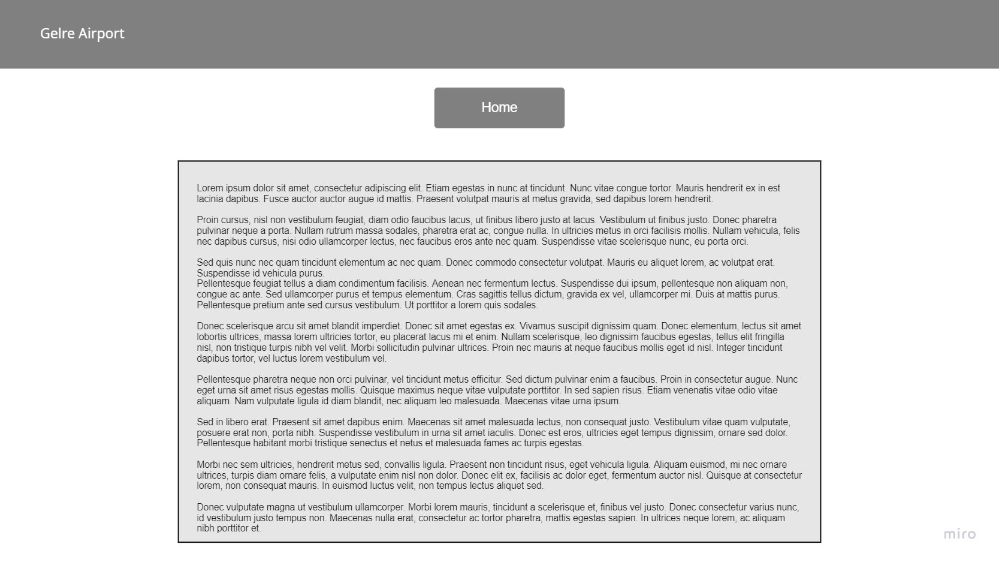 Gelre Airport
Home
Lorem ipsum dolor sit amet, consectetur adipiscing elit. Etiam egestas in nunc at tincidunt. Nunc vitae congue tortor. Mauris hendrerit ex in est
lacinia dapibus. Fusce auctor auctor augue id mattis. Praesent volutpat mauris at metus gravida, sed dapibus lorem hendrerit.
Proin cursus, nisl non vestibulum feugiat, diam odio faucibus lacus, ut finibus libero justo at lacus. Vestibulum ut finibus justo. Donec pharetra
pulvinar neque a porta. Nullam rutrum massa sodales, pharetra erat ac, congue nulla. In ultricies metus in orci facilisis mollis. Nullam vehicula, felis
nec dapibus cursus, nisi odio ullamcorper lectus, nec faucibus eros ante nec quam. Suspendisse vitae scelerisque nunc, eu porta orci.
Sed quis nunc nec quam tincidunt elementum ac nec quam. Donec commodo consectetur volutpat. Mauris eu aliquet lorem, ac volutpat erat.
Suspendisse id vehicula purus.
Pellentesque feugiat tellus a diam condimentum facilisis. Aenean nec fermentum lectus. Suspendisse dui ipsum, pellentesque non aliquam non,
congue ac ante. Sed ullamcorper purus et tempus elementum. Cras sagittis tellus dictum, gravida ex vel, ullamcorper mi. Duis at mattis purus.
Pellentesque pretium ante sed cursus vestibulum. Ut porttitor a lorem quis sodales.
Donec scelerisque arcu sit amet blandit imperdiet. Donec sit amet egestas ex. Vivamus suscipit dignissim quam. Donec elementum, lectus sit amet
lobortis ultrices, massa lorem ultricies tortor, eu placerat lacus mi et enim. Nullam scelerisque, leo dignissim faucibus egestas, tellus elit fringilla
nisl, non tristique turpis nibh vel velit. Morbi sollicitudin pulvinar ultrices. Proin nec mauris at neque faucibus mollis eget id nisl. Integer tincidunt
dapibus tortor, vel luctus lorem vestibulum vel.
Pellentesque pharetra neque non orci pulvinar, vel tincidunt metus efficitur. Sed dictum pulvinar enim a faucibus. Proin in consectetur augue. Nunc
eget urna sit amet risus egestas mollis. Quisque maximus neque vitae vulputate porttitor. In sed sapien risus. Etiam venenatis vitae odio vitae
aliquam. Nam vulputate ligula id diam blandit, nec aliquam leo malesuada. Maecenas vitae urna ipsum.
Sed in libero erat. Praesent sit amet dapibus enim. Maecenas sit amet malesuada lectus, non consequat justo. Vestibulum vitae quam vulputate,
posuere erat non, porta nibh. Suspendisse vestibulum in urna sit amet iaculis. Donec est eros, ultricies eget tempus dignissim, ornare sed dolor.
Pellentesque habitant morbi tristique senectus et netus et malesuada fames ac turpis egestas.
Morbi nec sem ultricies, hendrerit metus sed, convallis ligula. Praesent non tincidunt risus, eget vehicula ligula. Aliquam euismod, mi nec ornare
ultrices, turpis diam ornare felis, a vulputate enim nisl non dolor. Donec elit ex, facilisis ac dolor eget, fermentum auctor nisl. Quisque at consectetur
lorem, non consequat mauris. In euismod luctus velit, non tempus lectus aliquet sed.
Donec vulputate magna ut vestibulum ullamcorper. Morbi lorem mauris, tincidunt a scelerisque et, finibus vel justo. Donec consectetur varius nunc,
id vestibulum justo tempus non. Maecenas nulla erat, consectetur ac tortor pharetra, mattis egestas sapien. In ultrices neque lorem, ac aliquam
nibh porttitor et.
miro